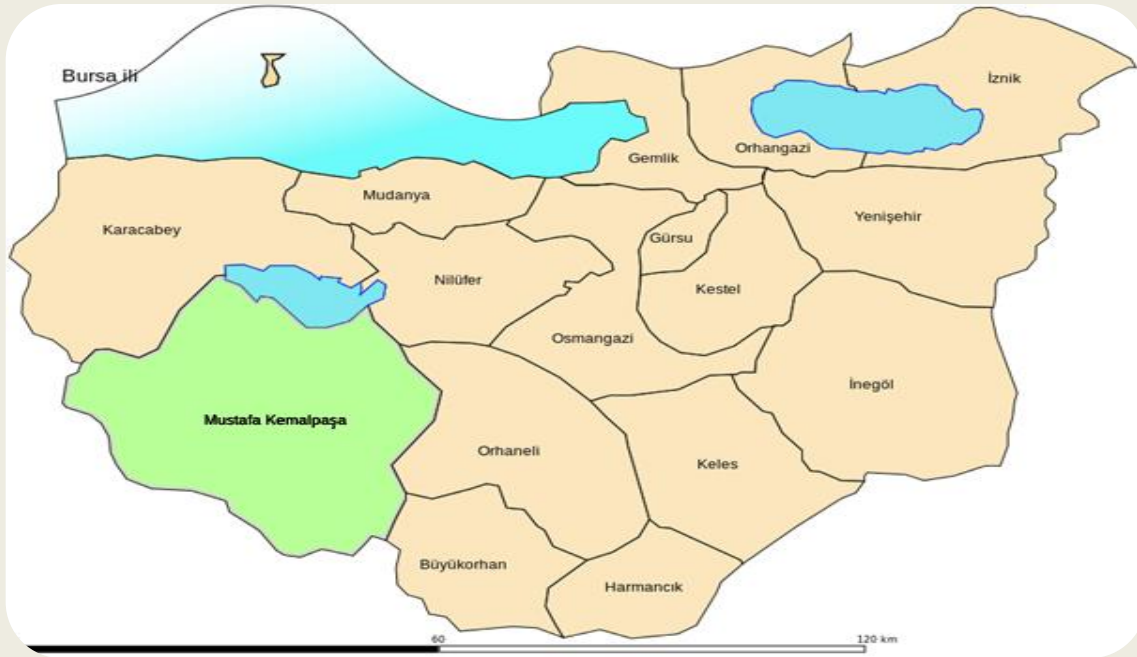 Bursa ili
İznik
Orhangazi
Gemlik
Mudanya
Yenişehir
Karacabey
Gürsu
Nilüfer
Kestel
Osmangazi
İnegöl
Mustafa Kemalpaşa
Orhaneli
Keles
Büyükorhan
Harmancık
60
120 km